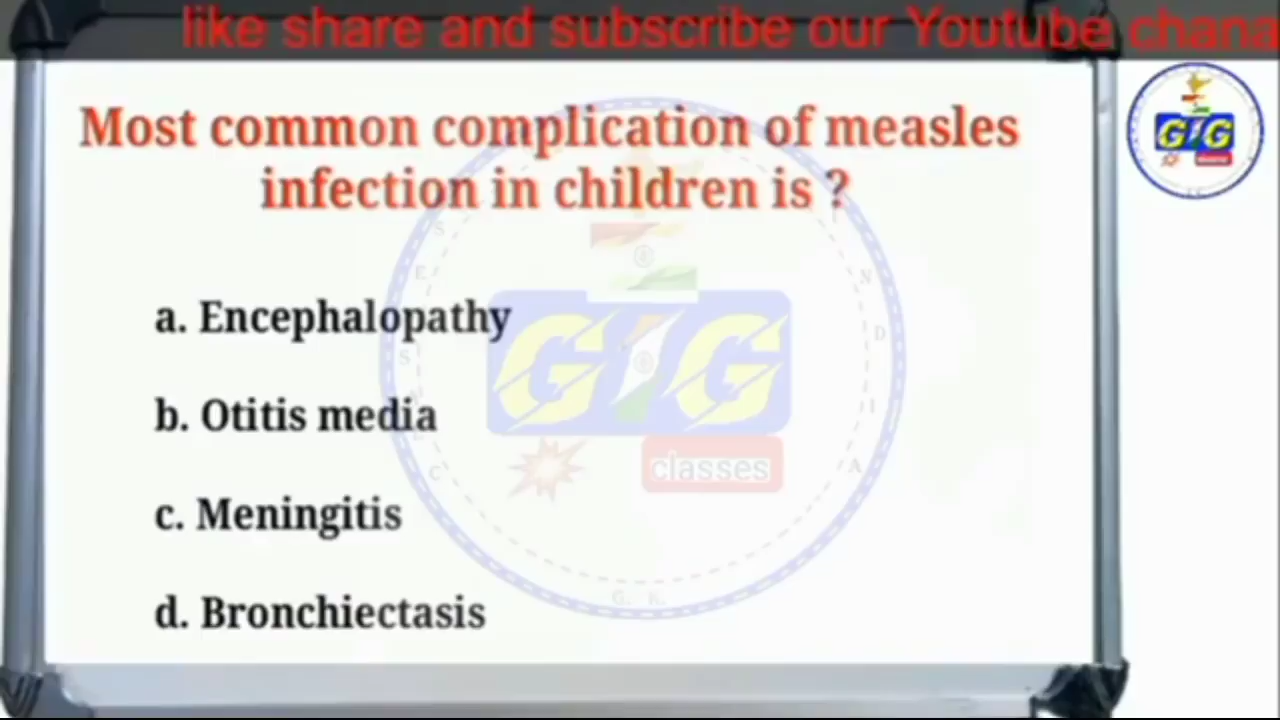 like share and subscribe our Youtube chana
GIG
Most common complication of measles
infection in children is ?
a. Encephalopathy
b. Otitis media
c. Meningitis
d. Bronchiectasis
GIG
classes
G. K.